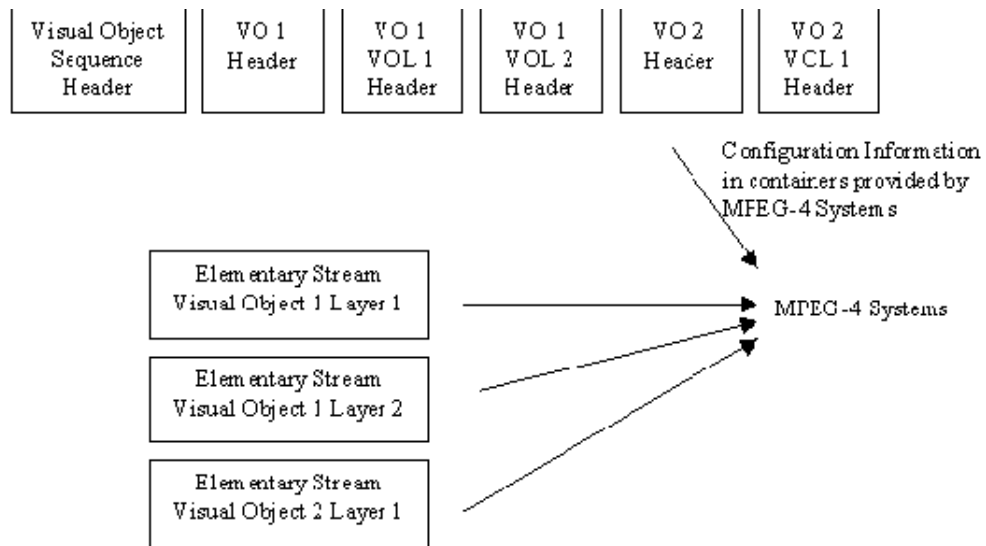 Visual Object
Sequence
Header
VO 1
Header
VO 1
VOL 1
Header
VO 1
VOL 2
Header
VO 2
Header
VO 2
VCL 1
Header
Configuration Information
in containers provided by
MFEG-4 Systems
Elementary Stream
Visual Object 1 Layer 1
MPEG-4 Systems
Elementary Stream
Visual Object 1 Layer 2
Elementary Stream
Visual Object 2 Layer 1